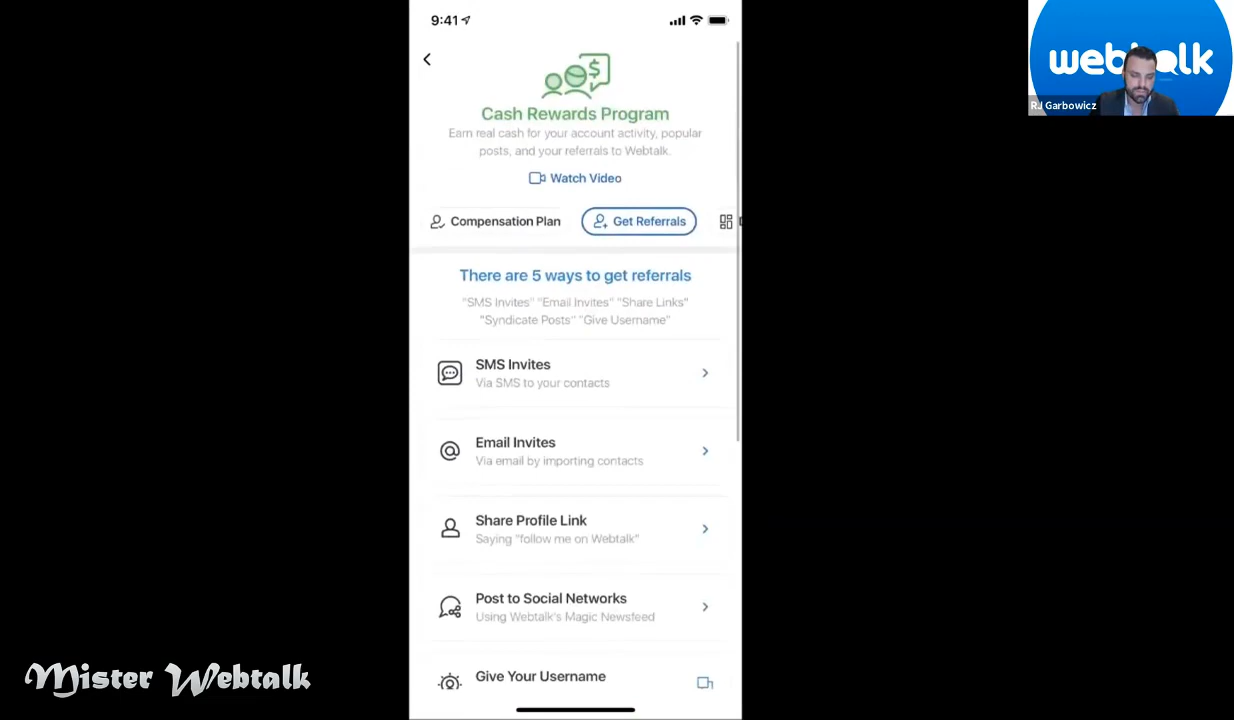 9:41
webtalk
RJ Garbowicz
$
Cash Rewards Program
Earn real cash for your account activity, popular
posts, and your referrals to Webtalk.
Watch Video
Compensation Plan
Get Referrals
There are 5 ways to get referrals
"SMS Invites" "Email Invites" "Share Links"
"Syndicate Posts" "Give Username"
SMS Invites
Via SMS to your contacts
Email Invites
Via email by importing contacts
Share Profile Link
Saying "follow me on Webtalk"
Post to Social Networks
Using Webtalk's Magic Newsfeed
Give Your Username
Mister Webtalk